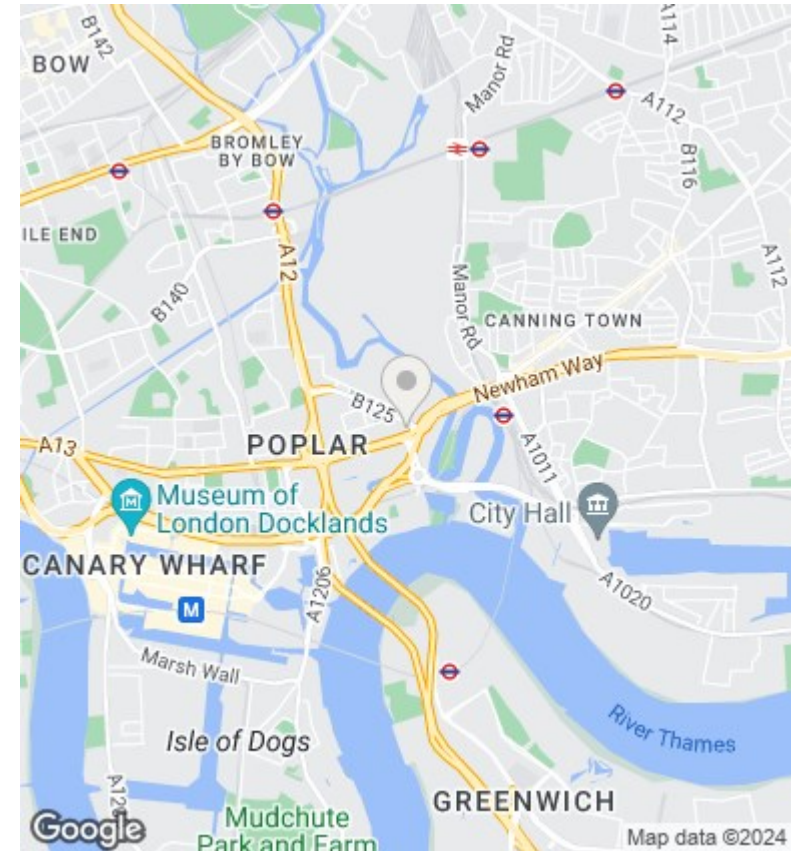 B142
BOW
BROMLEY
BY BOW
Manor Rd
A114
A112
B116
ILE END
A12
B140
Manor Rd
A112
CANNING TOWN
Newham Way
B125
POPLAR
A13
A1011
Museum of
London Docklands
City Hall
CANARY WHARF
M
A1206
A1020
Marsh Wall
Isle of Dogs
River Thames
GREENWICH
Mudchute
Park and Farm
Google
Map data ©2024